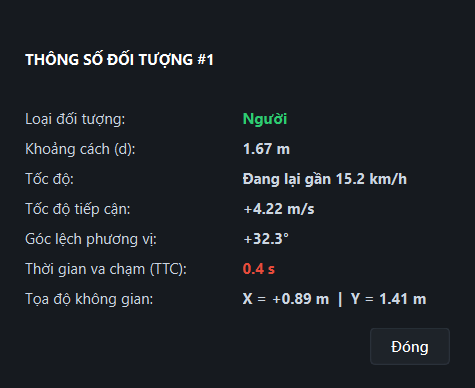 THÔNG SỐ ĐỐI TƯỢNG #1
Loại đối tượng: Người
Khoảng cách (d): 1.67 m
Tốc độ: Đang lại gần 15.2 km/h
Tốc độ tiếp cận: +4.22 m/s
Góc lệch phương vị: +32.3°
Thời gian va chạm (TTC): 0.4 s
Tọa độ không gian: X = +0.89 m | Y = 1.41 m
Đóng